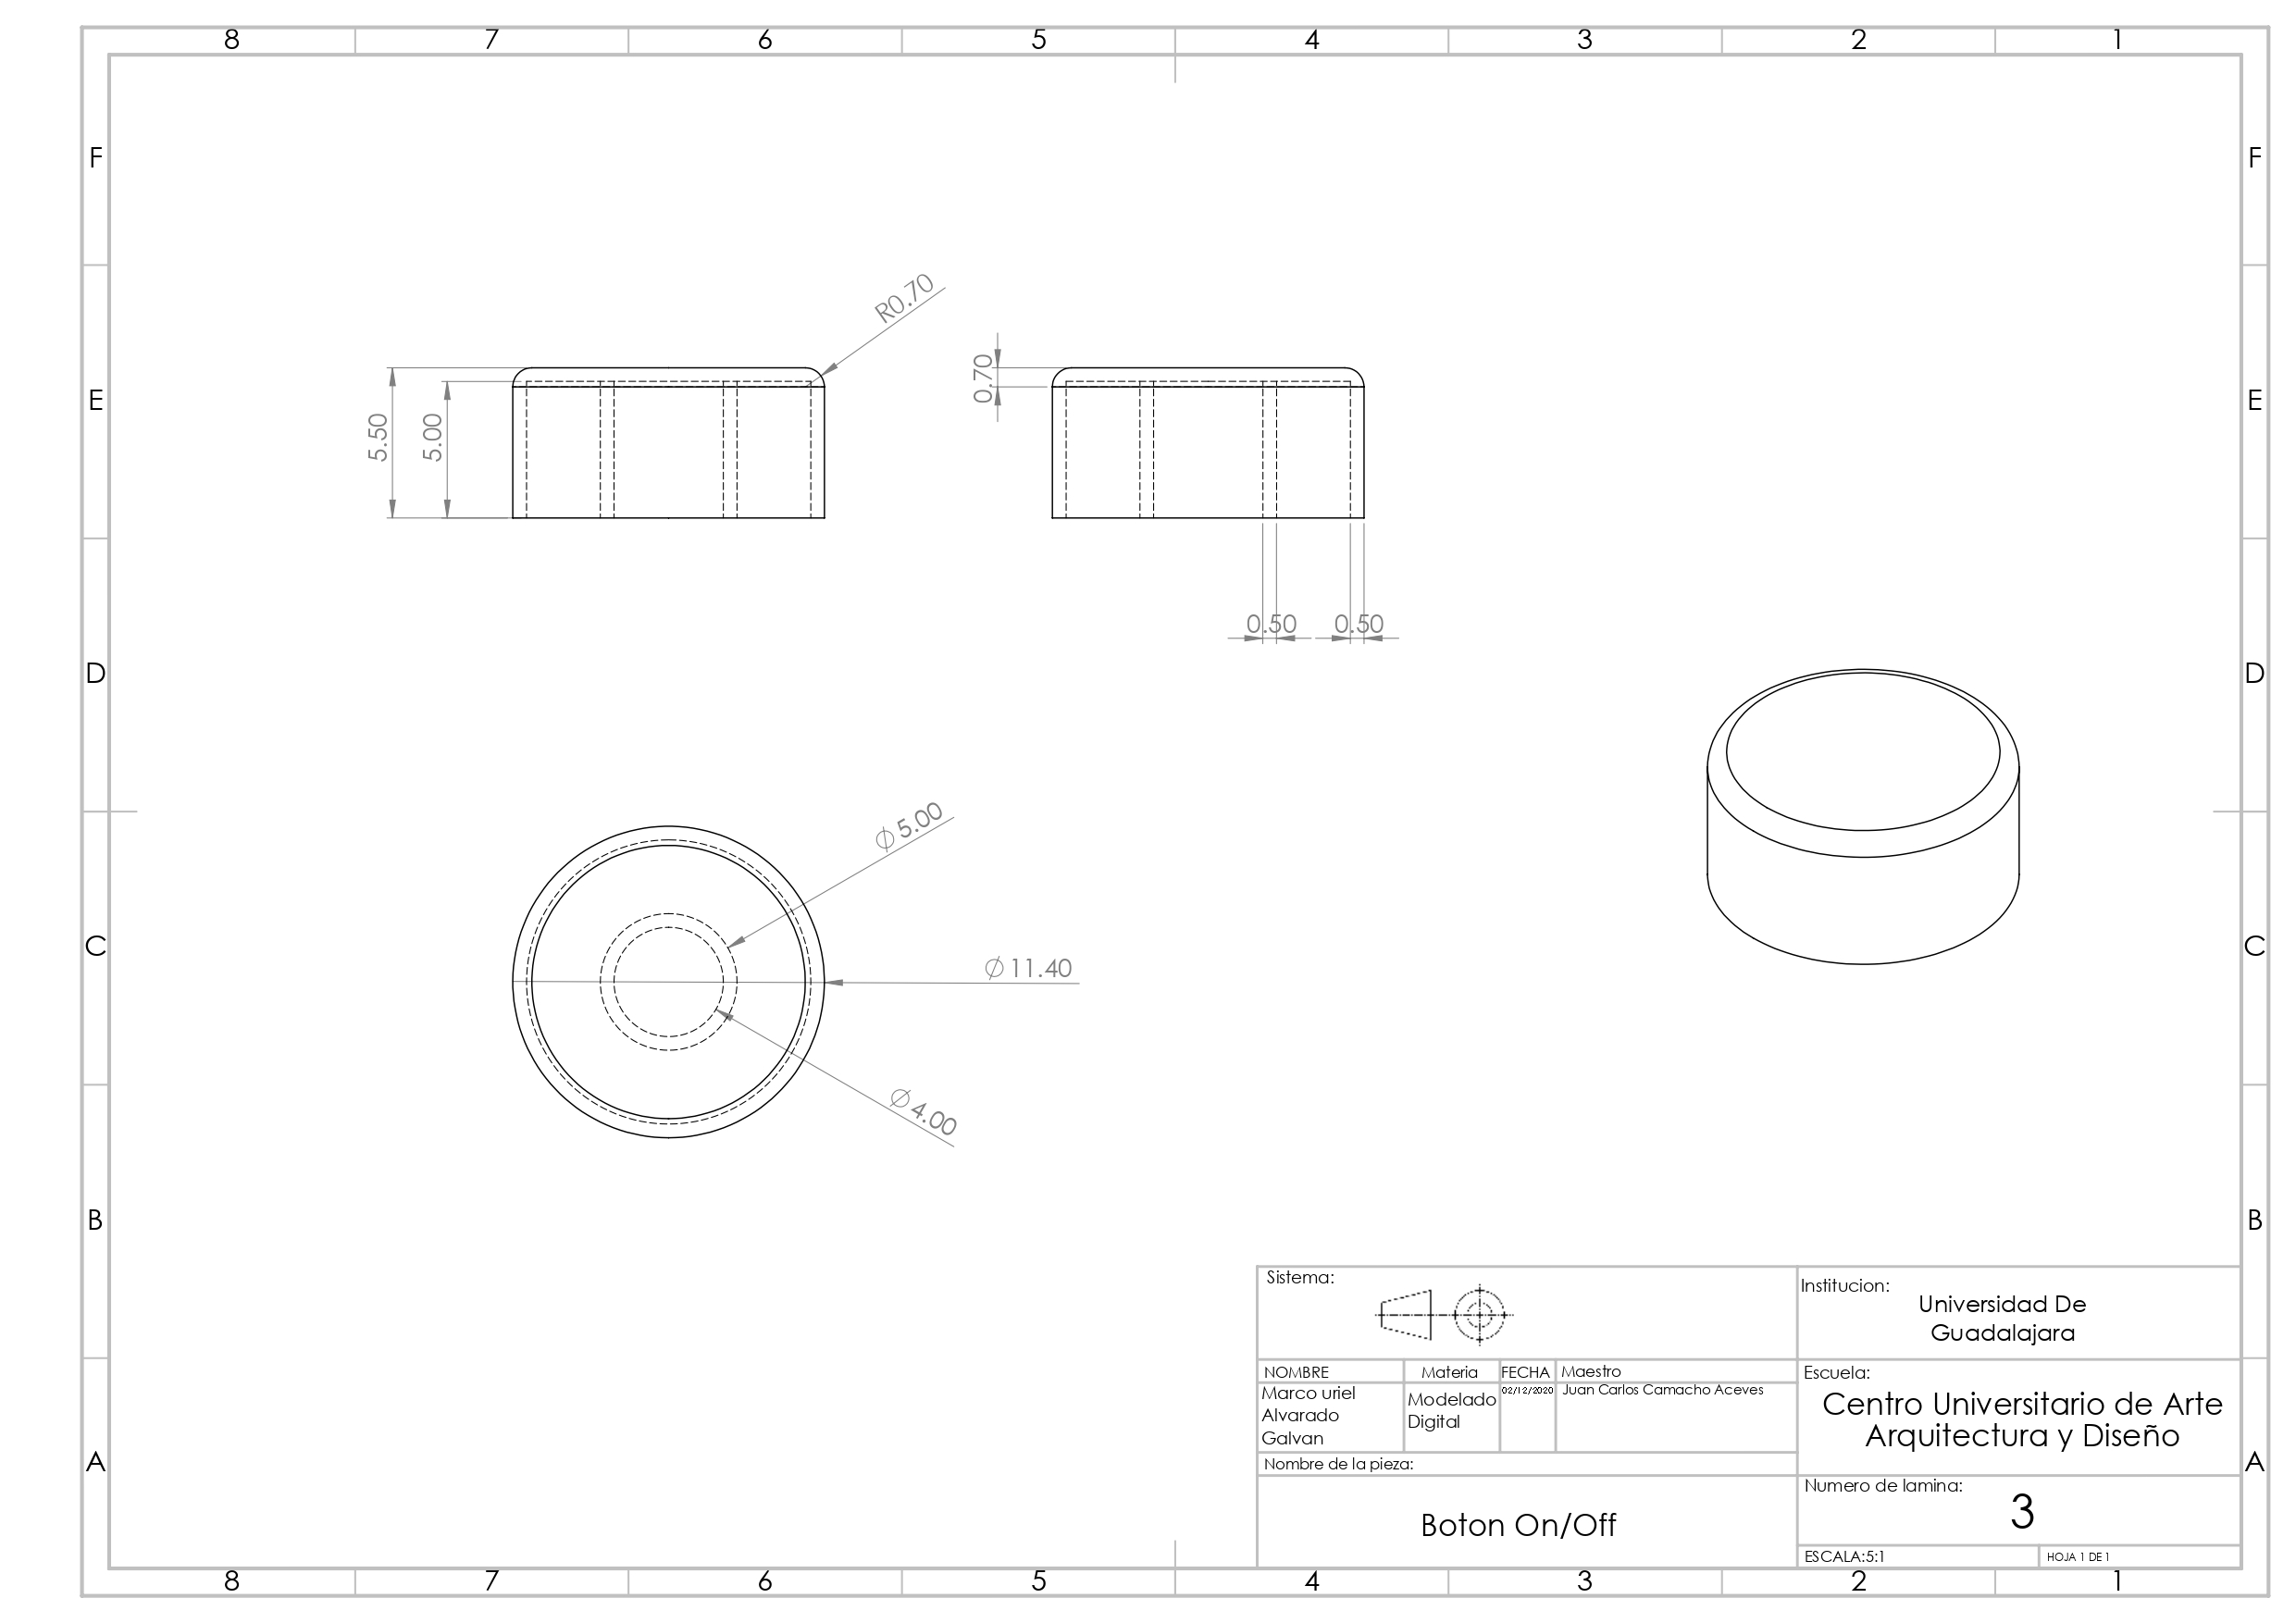 8 7 6 5 4 3 2 1
F F
R0.70
0.70
E E
5.50
5.00
0.50 0.50
D D
⌀5.00
C C
⌀11.40
⌀4.00
B B
Sistema:
Institucion:
Universidad De
Guadalajara
NOMBRE Materia FECHA Maestro
Marco uriel
Alvarado
Galvan
Modelado
Digital
02/12/2020
Juan Carlos Camacho Aceves
Escuela:
Centro Universitario de Arte
Arquitectura y Diseño
A A
Nombre de la pieza:
Boton On/Off
Numero de lamina:
3
ESCALA:5:1
HOJA 1 DE 1
8 7 6 5 4 3 2 1